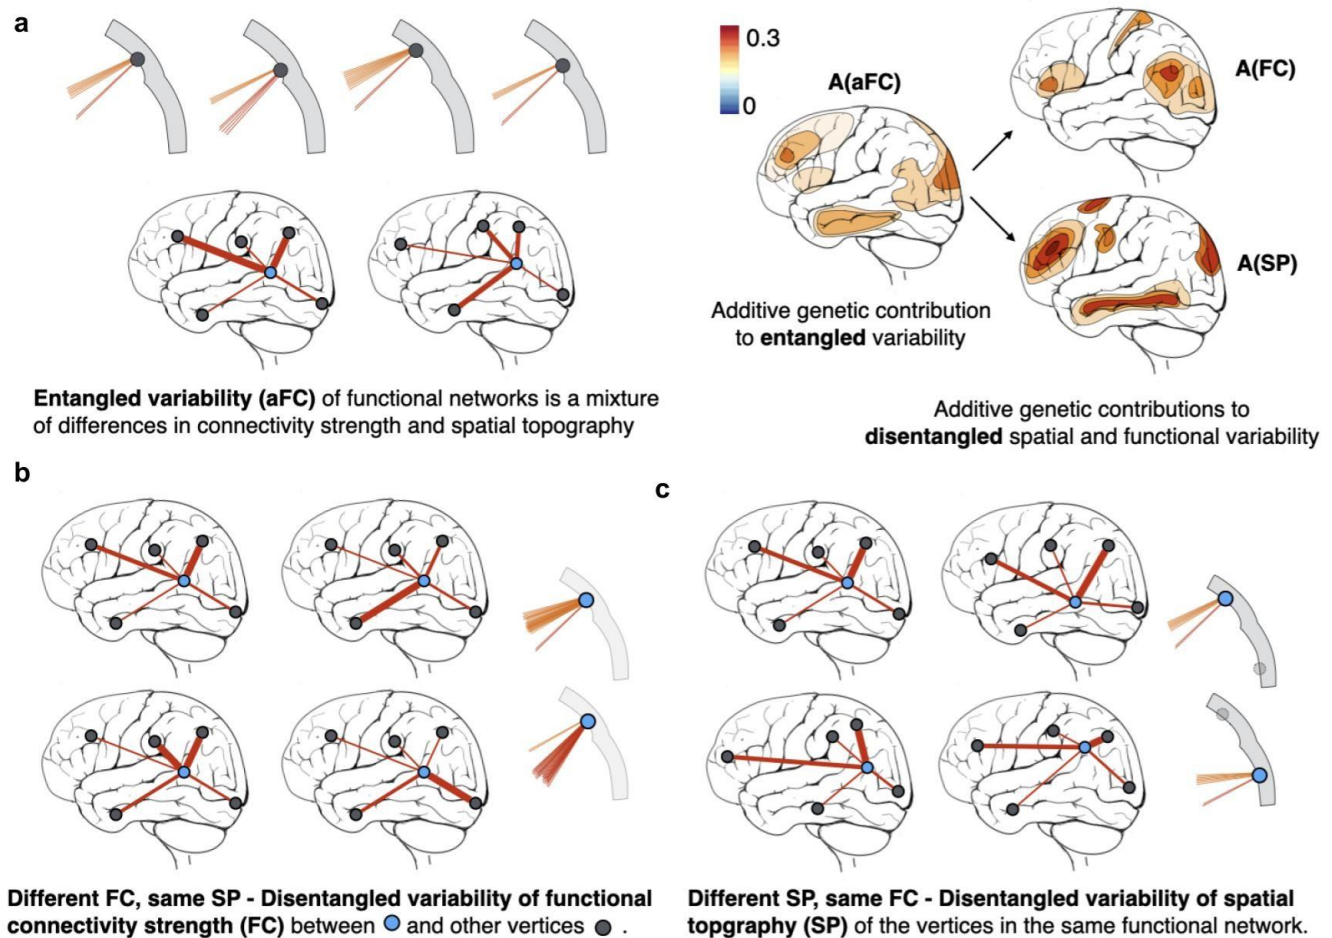 a
0.3
0
A(aFC)
A(FC)
A(SP)
Additive genetic contribution
to entangled variability
Entangled variability (aFC) of functional networks is a mixture
of differences in connectivity strength and spatial topography
Additive genetic contributions to
disentangled spatial and functional variability
b
Different FC, same SP - Disentangled variability of functional
connectivity strength (FC) between and other vertices .
c
Different SP, same FC - Disentangled variability of spatial
topgraphy (SP) of the vertices in the same functional network.